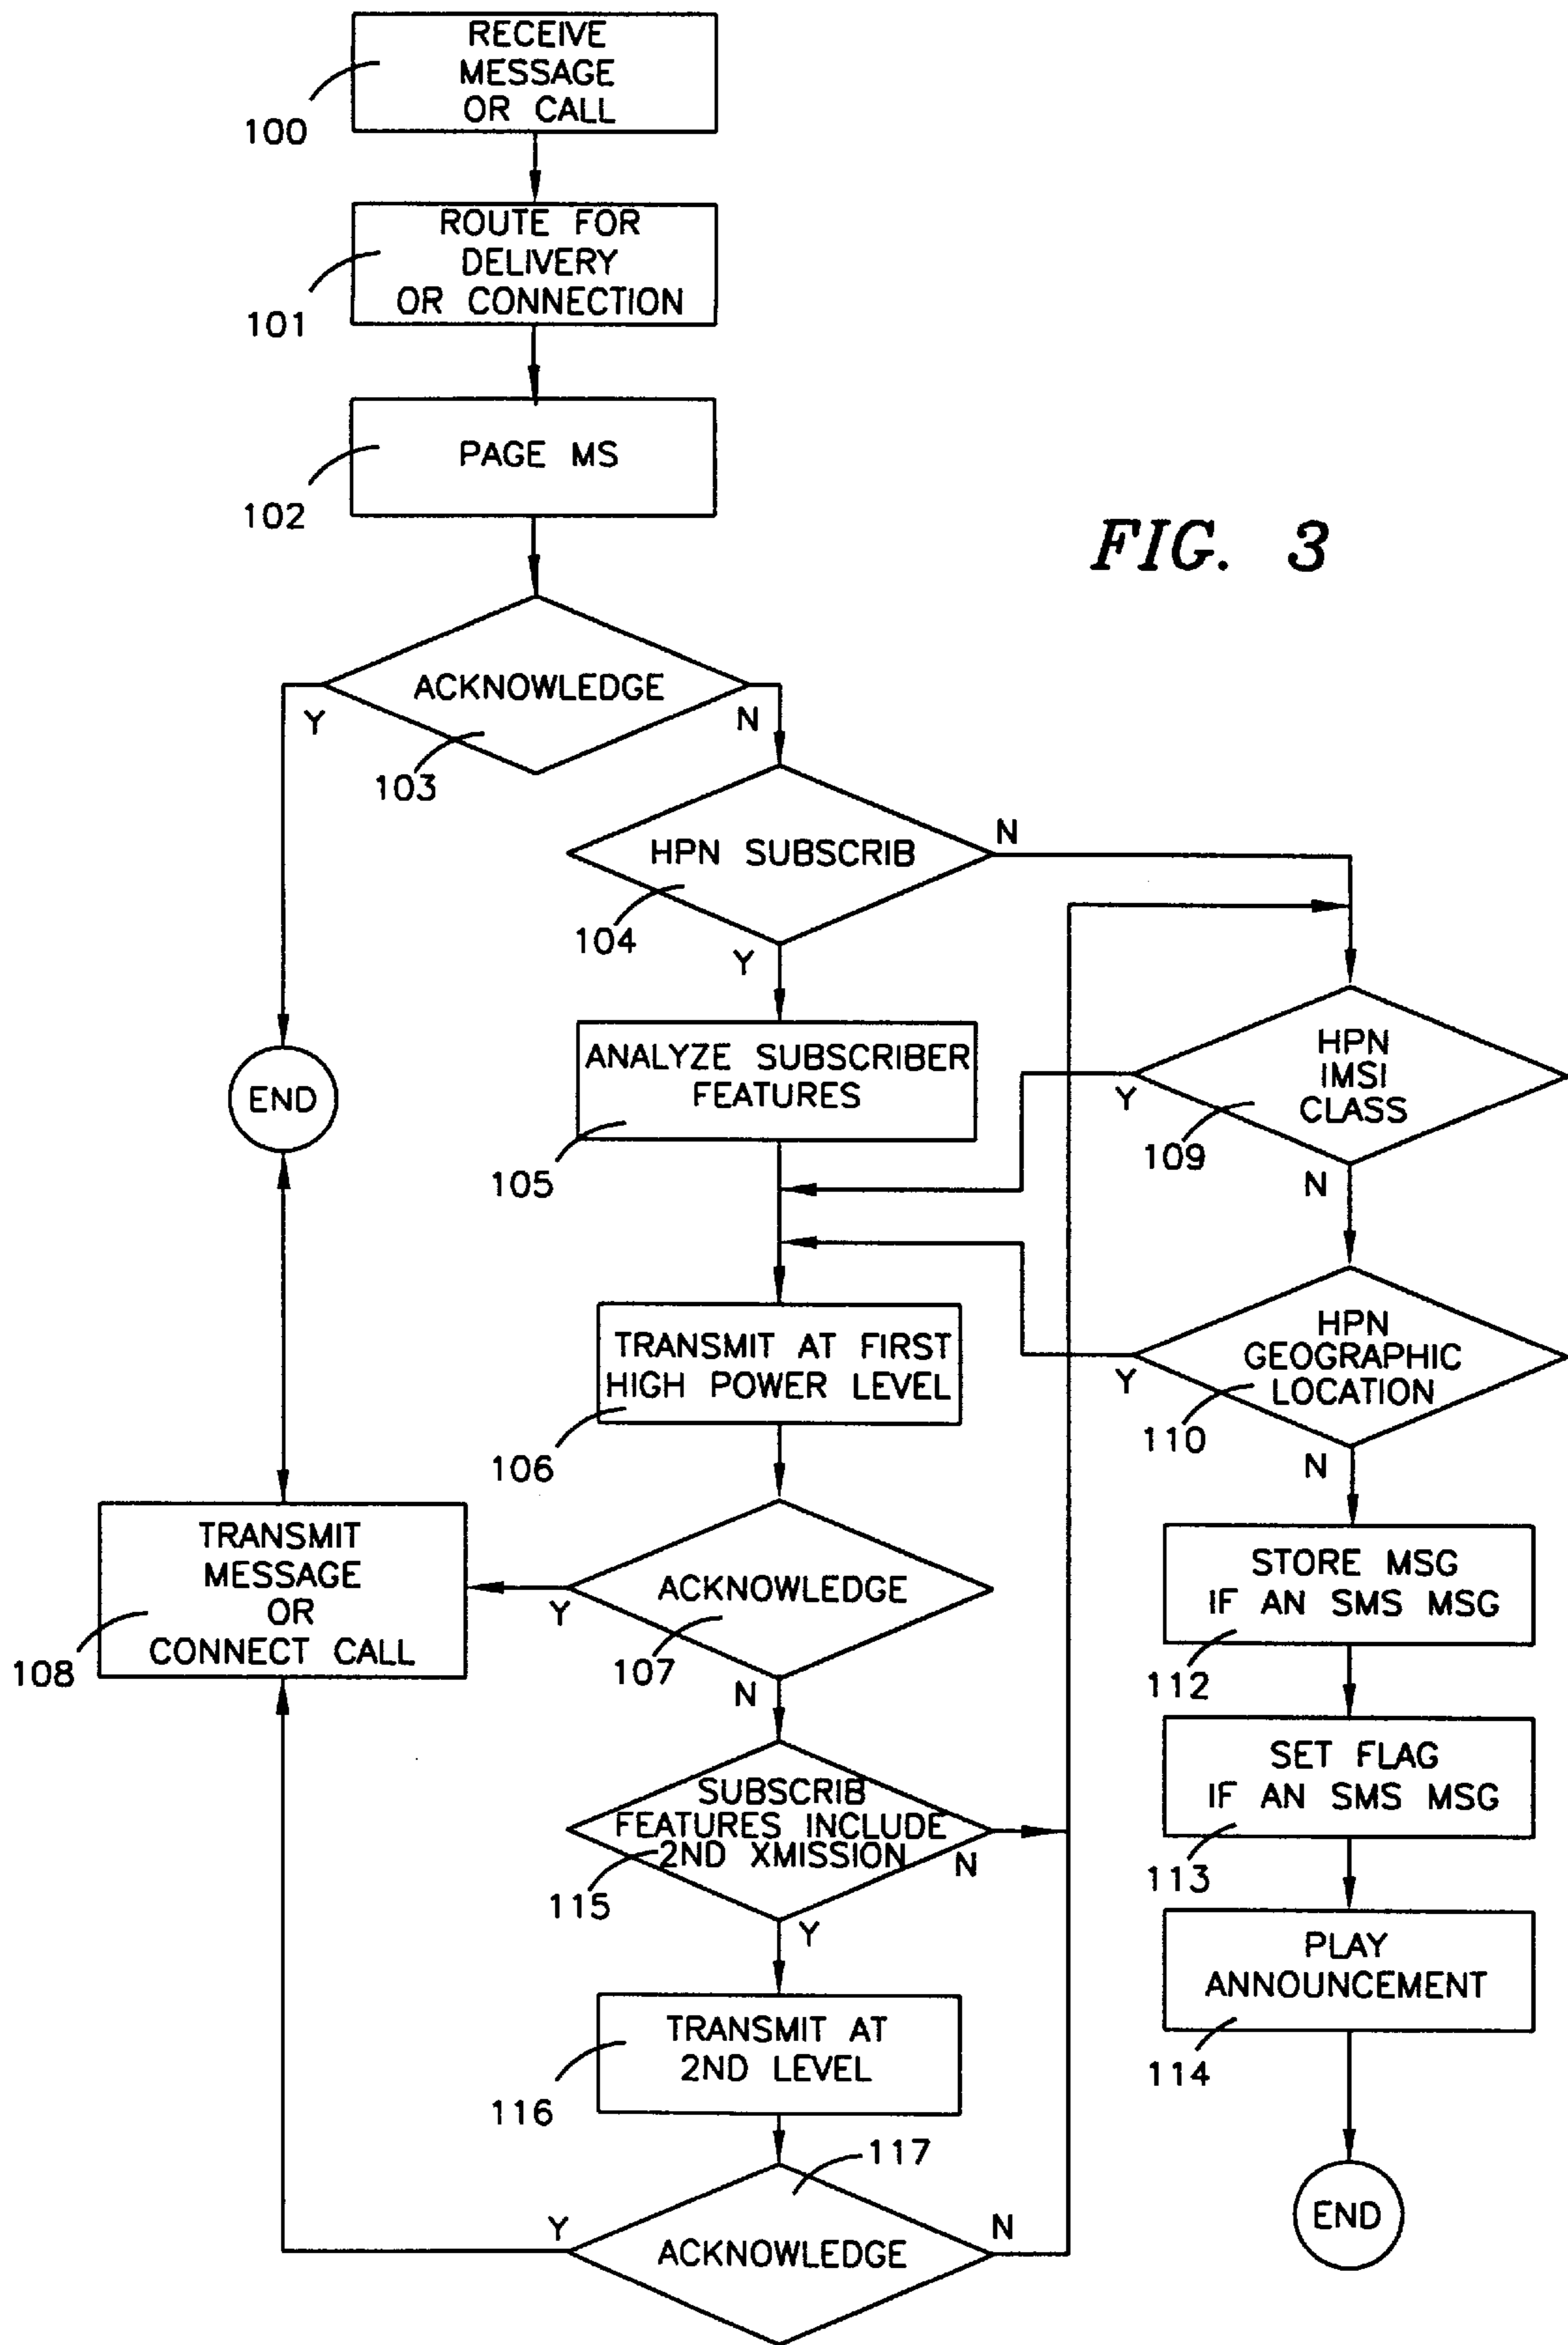 RECEIVE
MESSAGE
OR CALL
100
ROUTE FOR
DELIVERY
OR CONNECTION
101
PAGE MS
102
FIG. 3
ACKNOWLEDGE
Y
N
103
HPN SUBSCRIB
N
104
Y
ANALYZE SUBSCRIBER
FEATURES
105
HPN
IMSI
CLASS
Y
109
N
END
TRANSMIT AT FIRST
HIGH POWER LEVEL
106
HPN
GEOGRAPHIC
LOCATION
Y
110
N
TRANSMIT
MESSAGE
OR
CONNECT CALL
108
ACKNOWLEDGE
Y
107
N
STORE MSG
IF AN SMS MSG
112
SUBSCRIB
FEATURES INCLUDE
2ND XMISSION
N
115
Y
SET FLAG
IF AN SMS MSG
113
PLAY
ANNOUNCEMENT
114
TRANSMIT AT
2ND LEVEL
116
117
ACKNOWLEDGE
Y
N
END